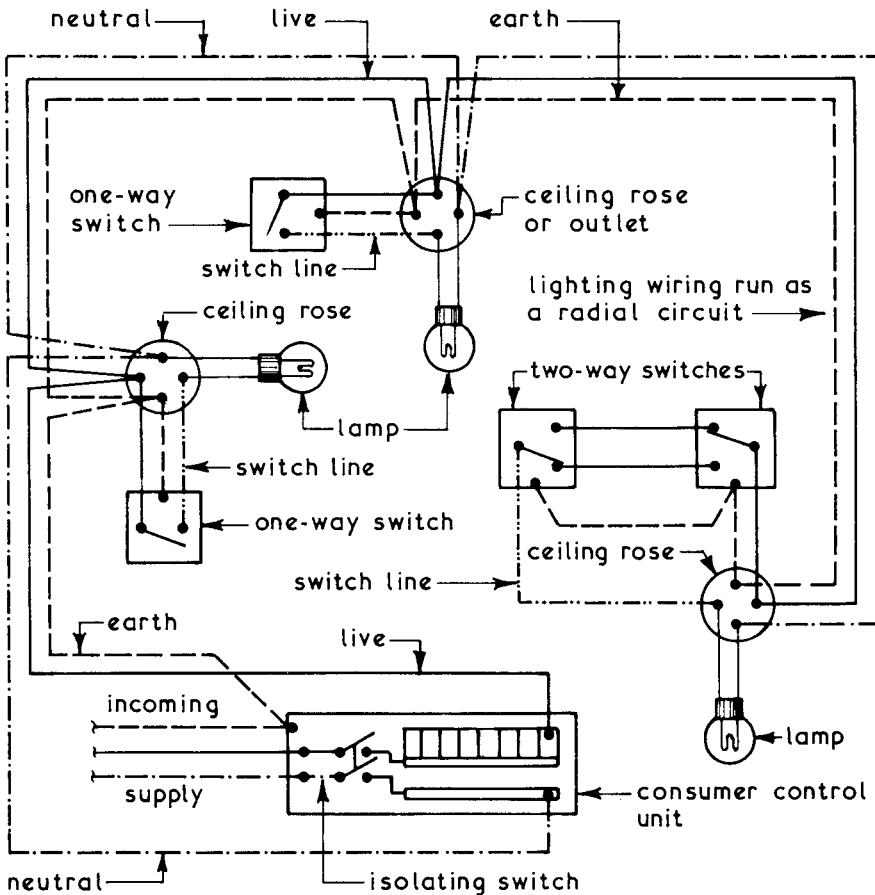 neutral
live
earth
one-way
switch
ceiling rose
or outlet
switch line
lighting wiring run as
a radial circuit
ceiling rose
two-way switches
lamp
switch line
one-way switch
ceiling rose
switch line
earth
live
incoming
lamp
supply
consumer control
unit
neutral
isolating switch